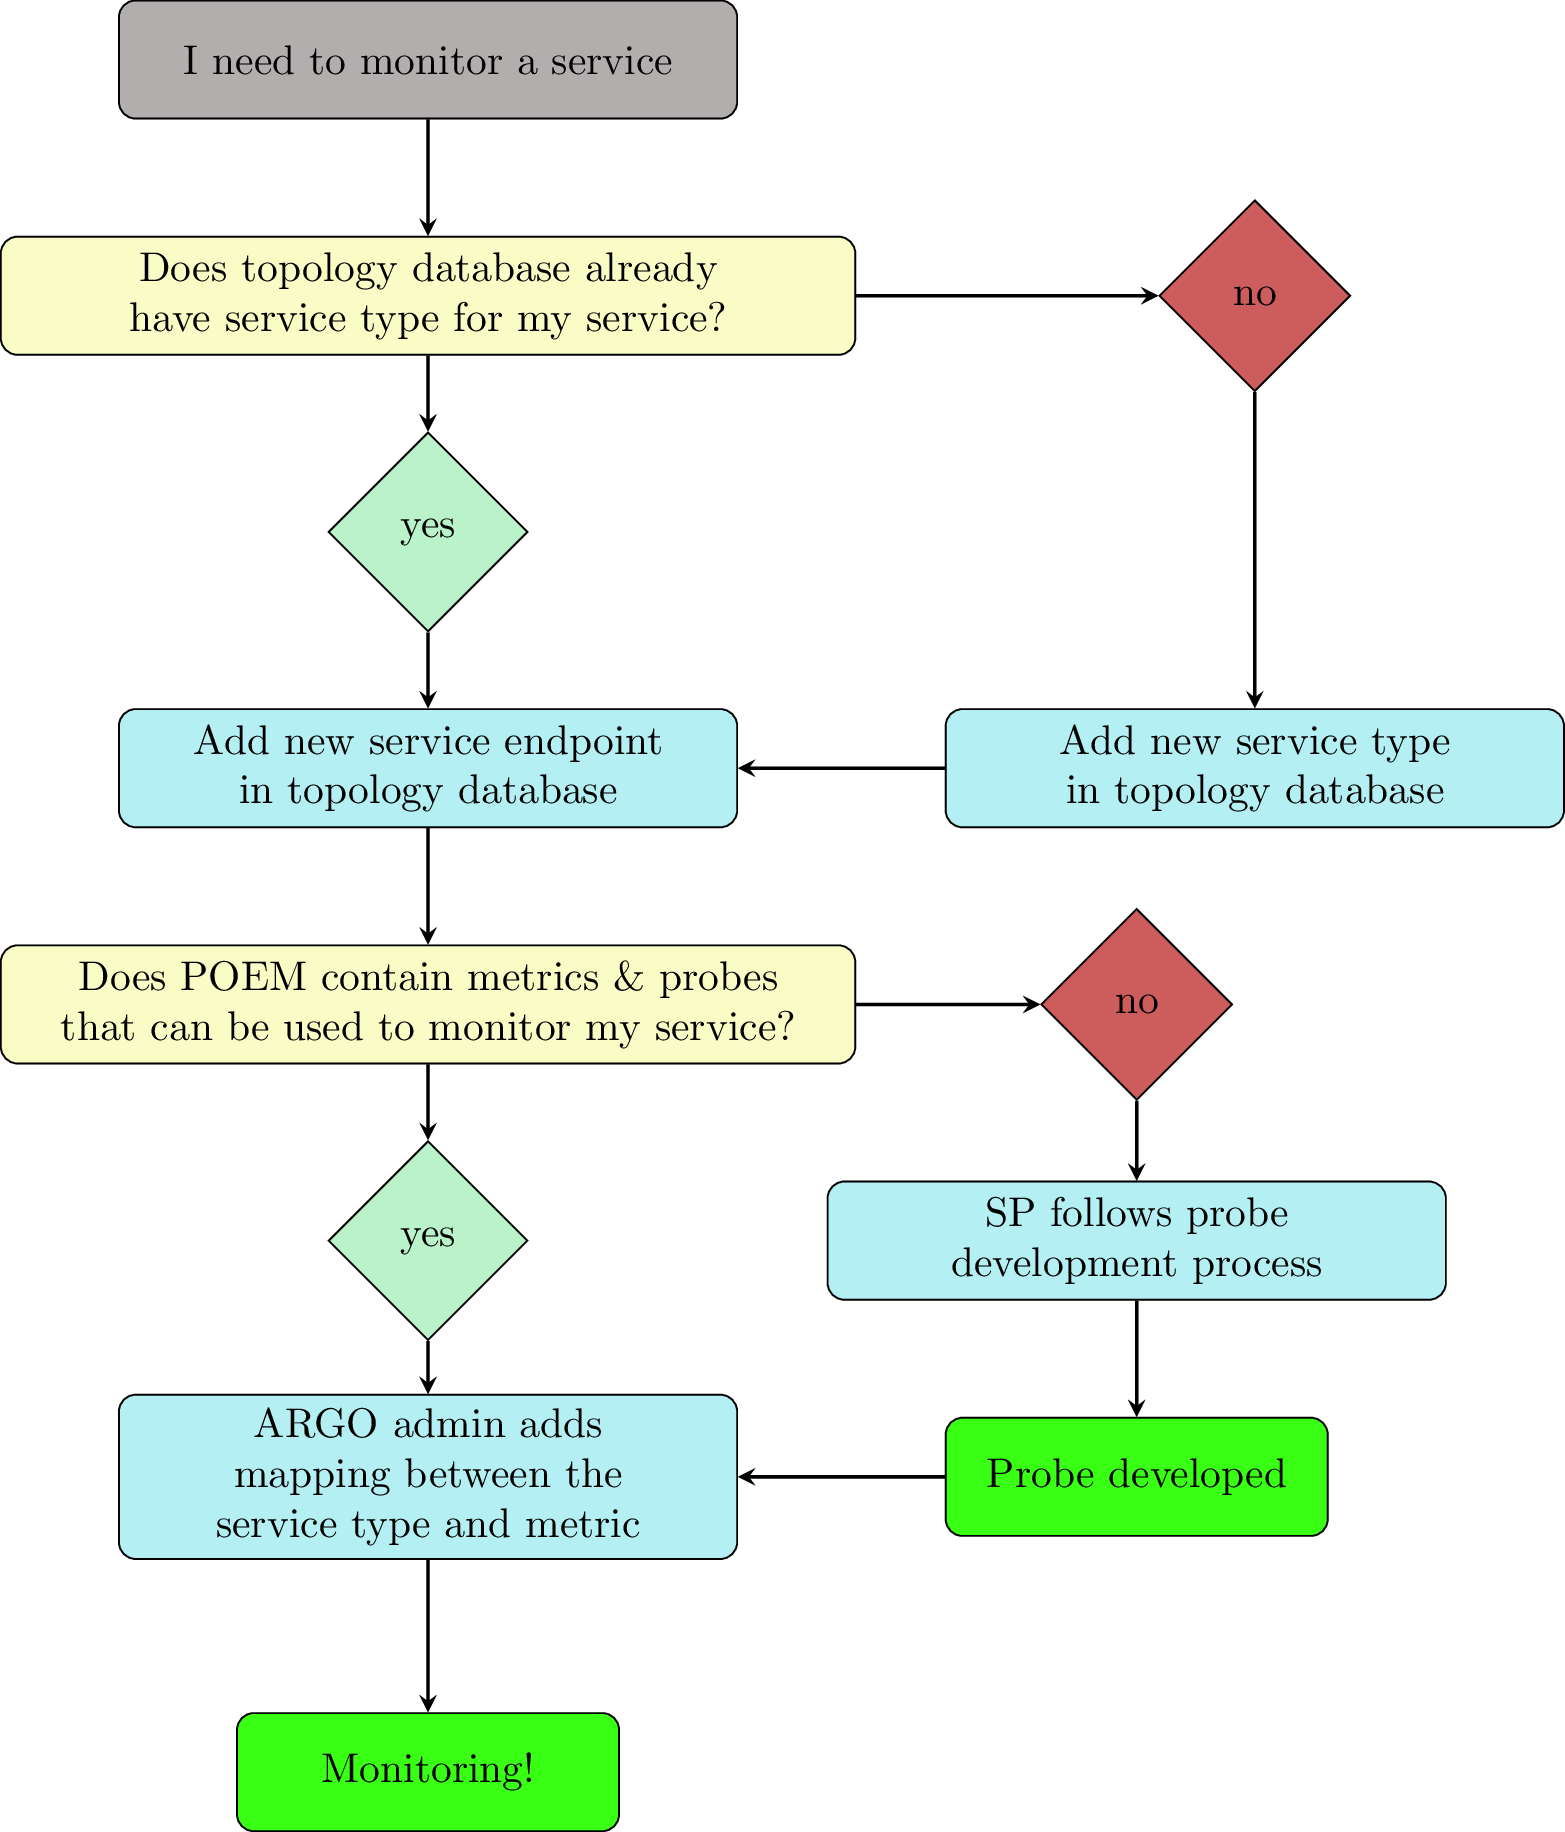 I need to monitor a service
Does topology database already
have service type for my service?
no
yes
Add new service endpoint
in topology database
Add new service type
in topology database
Does POEM contain metrics & probes
that can be used to monitor my service?
no
yes
SP follows probe
development process
ARGO admin adds
mapping between the
service type and metric
Probe developed
Monitoring!